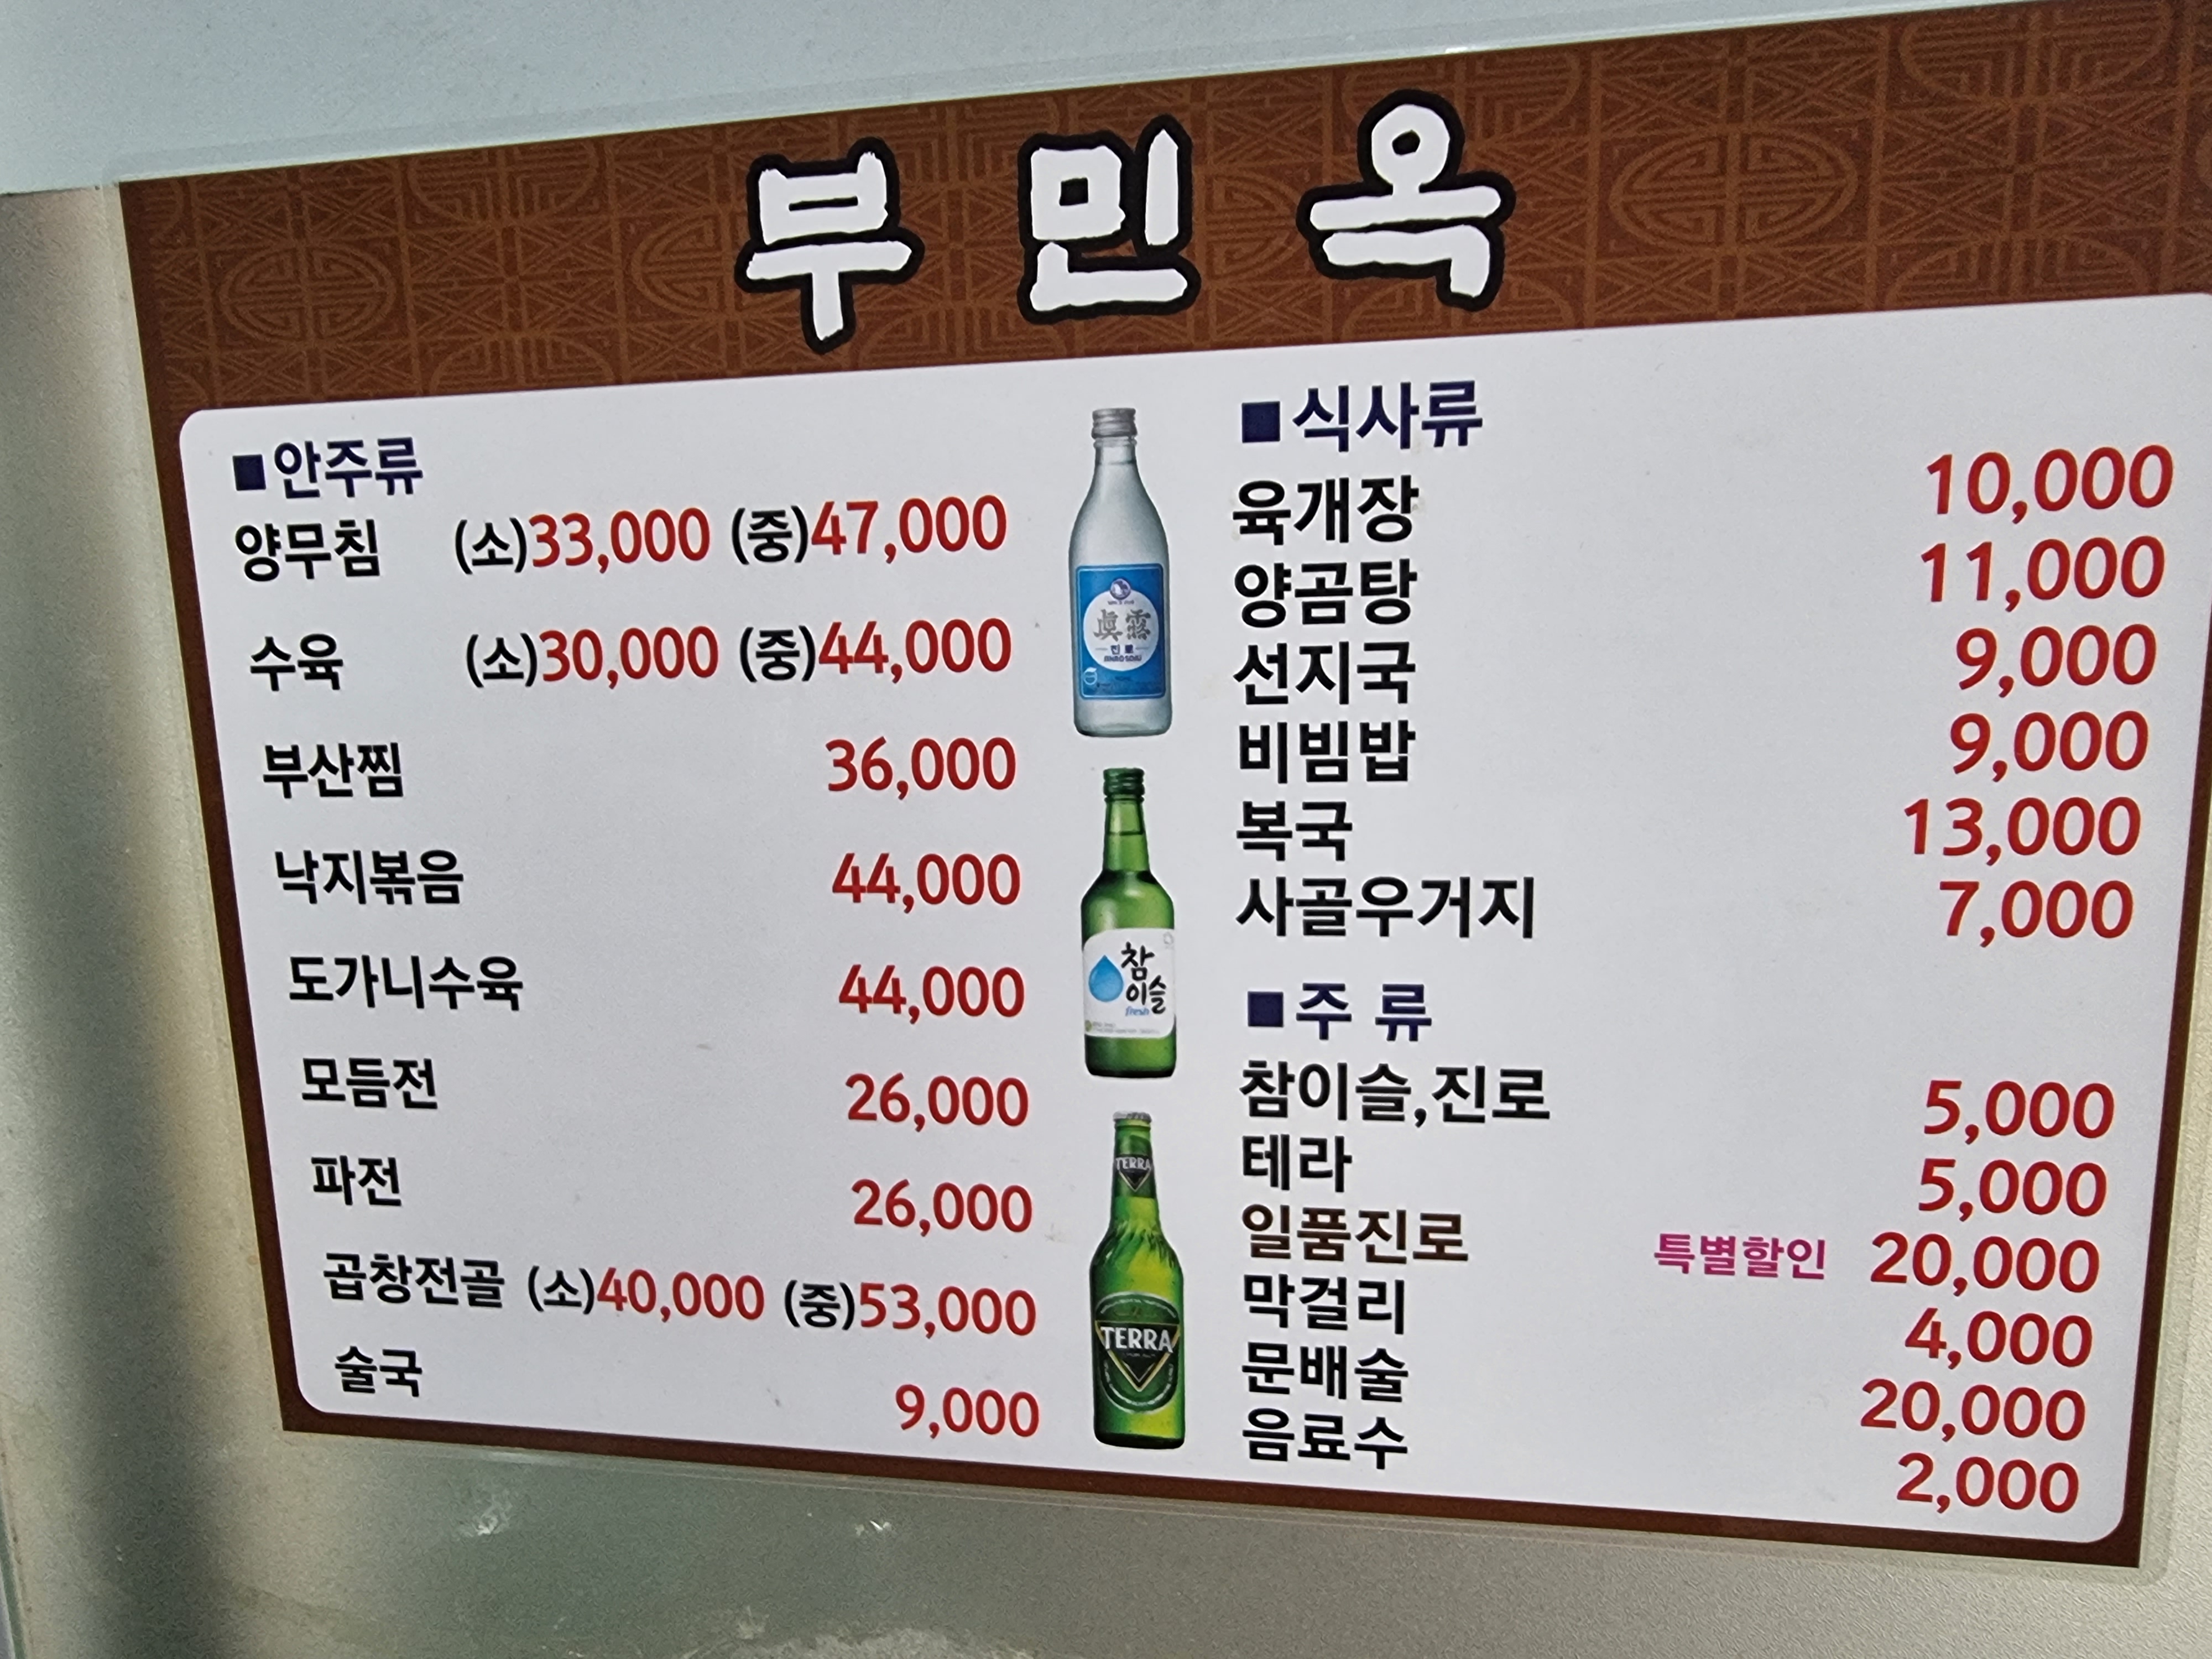 부민옥
■안주류
양무침 (소)33,000 (중)47,000
수육 (소)30,000 (중)44,000
부산찜 36,000
낙지볶음 44,000
도가니수육 44,000
모듬전 26,000
파전 26,000
곱창전골 (소)40,000 (중)53,000
술국 9,000
眞露
진로
참
이슬
fresh
TERRA
TERRA
■식사류
육개장 10,000
양곰탕 11,000
선지국 9,000
비빔밥 9,000
복국 13,000
사골우거지 7,000
■주 류
참이슬,진로 5,000
테라 5,000
일품진로 특별할인 20,000
막걸리 4,000
문배술 20,000
음료수 2,000